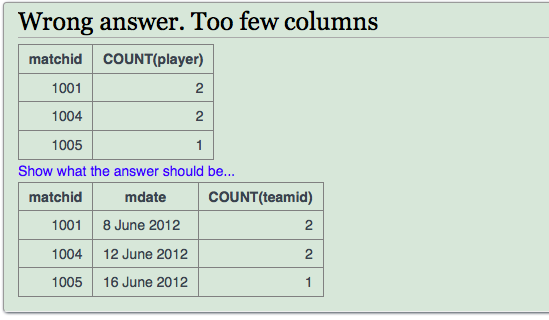 Wrong answer. Too few columns
matchid COUNT(player)
1001 2
1004 2
1005 1
Show what the answer should be...
matchid mdate COUNT(teamid)
1001 8 June 2012 2
1004 12 June 2012 2
1005 16 June 2012 1